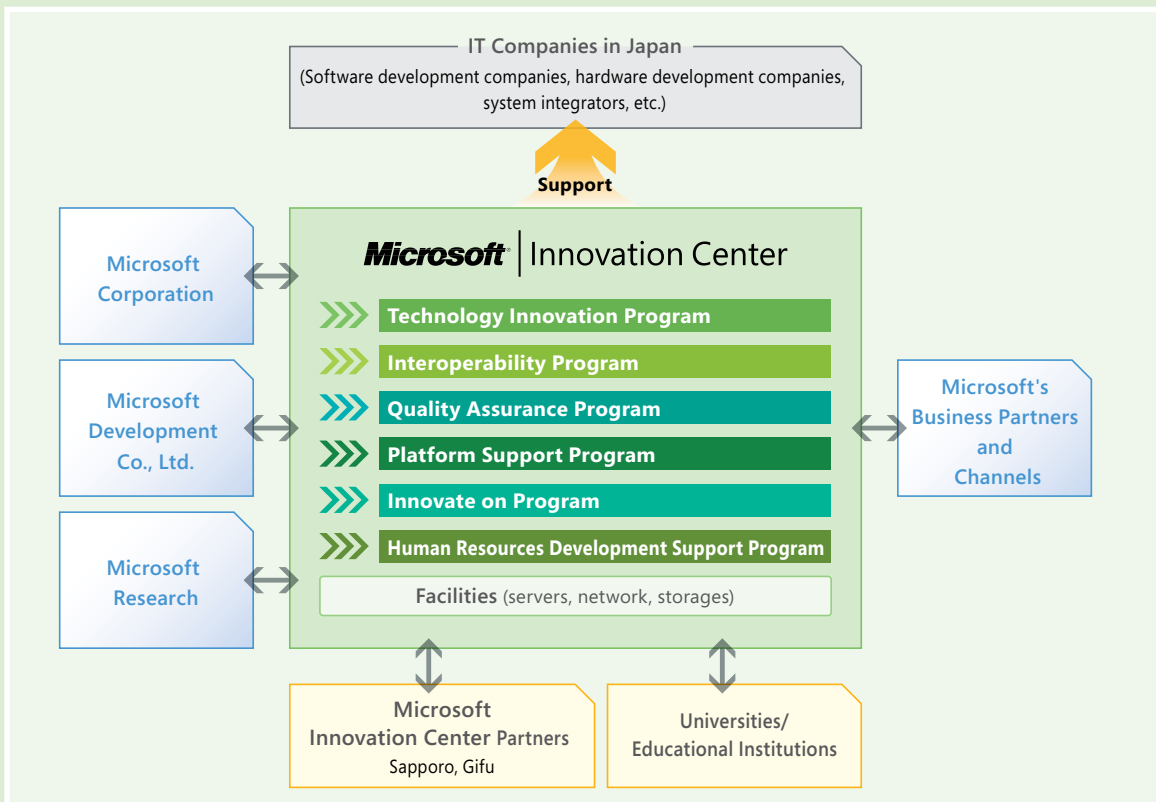 IT Companies in Japan
(Software development companies, hardware development companies,
system integrators, etc.)
Support
Microsoft® | Innovation Center
Technology Innovation Program
Interoperability Program
Quality Assurance Program
Platform Support Program
Innovate on Program
Human Resources Development Support Program
Facilities (servers, network, storages)
Microsoft
Corporation
Microsoft
Development
Co., Ltd.
Microsoft
Research
Microsoft's
Business Partners
and
Channels
Microsoft
Innovation Center Partners
Sapporo, Gifu
Universities/
Educational Institutions